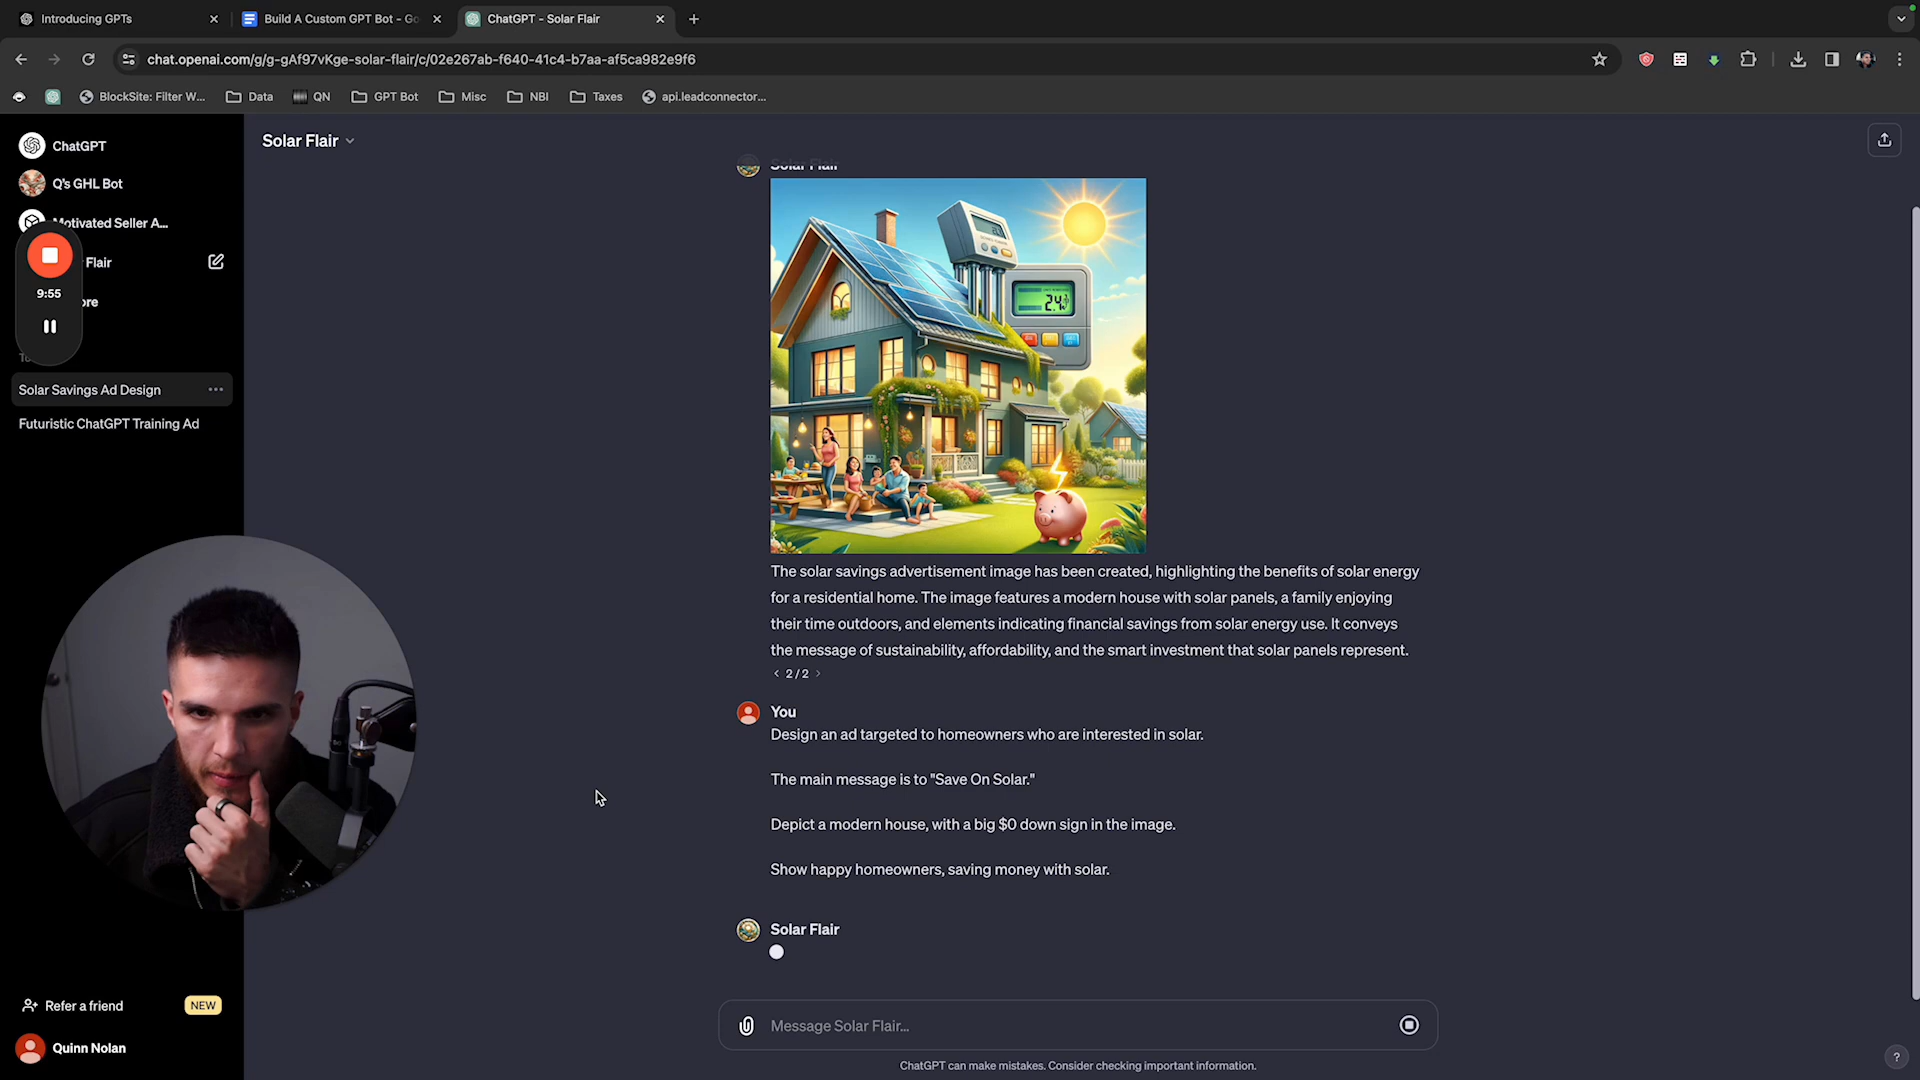 Introducing GPTs
Build A Custom GPT Bot - Go
ChatGPT - Solar Flair
chat.openai.com/g/g-gAf97vKge-solar-flair/c/02e267ab-f640-41c4-b7aa-af5ca982e9f6
BlockSite: Filter W...
Data
QN
GPT Bot
Misc
NBI
Taxes
api.leadconnector...
ChatGPT
Q's GHL Bot
Motivated Seller A...
Flair
ore
9:55
To
Solar Savings Ad Design
Futuristic ChatGPT Training Ad
Refer a friend
NEW
Quinn Nolan
Solar Flair
Solar Flair
The solar savings advertisement image has been created, highlighting the benefits of solar energy
for a residential home. The image features a modern house with solar panels, a family enjoying
their time outdoors, and elements indicating financial savings from solar energy use. It conveys
the message of sustainability, affordability, and the smart investment that solar panels represent.
2 / 2
You
Design an ad targeted to homeowners who are interested in solar.
The main message is to "Save On Solar."
Depict a modern house, with a big $0 down sign in the image.
Show happy homeowners, saving money with solar.
Solar Flair
Message Solar Flair...
ChatGPT can make mistakes. Consider checking important information.
?